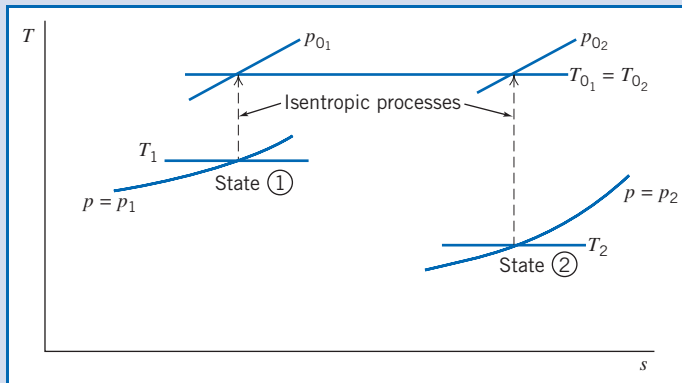 T
p₀₁
p₀₂
T₀₁ = T₀₂
Isentropic processes
T₁
State ①
p = p₁
p = p₂
T₂
State ②
s